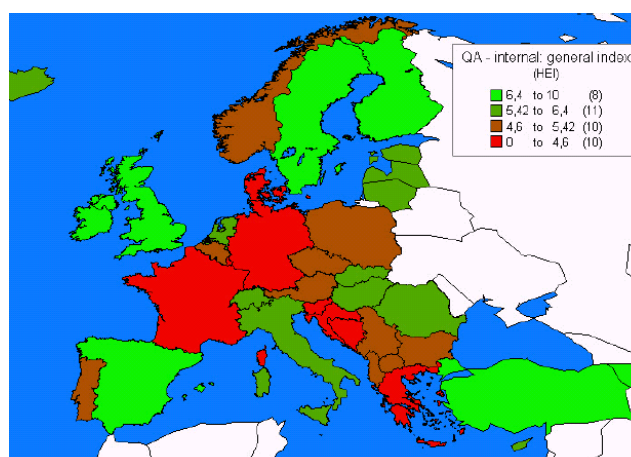 QA - internal: general index
(HEI)
6,4 to 10 (8)
5,42 to 6,4 (11)
4,6 to 5,42 (10)
0 to 4,6 (10)